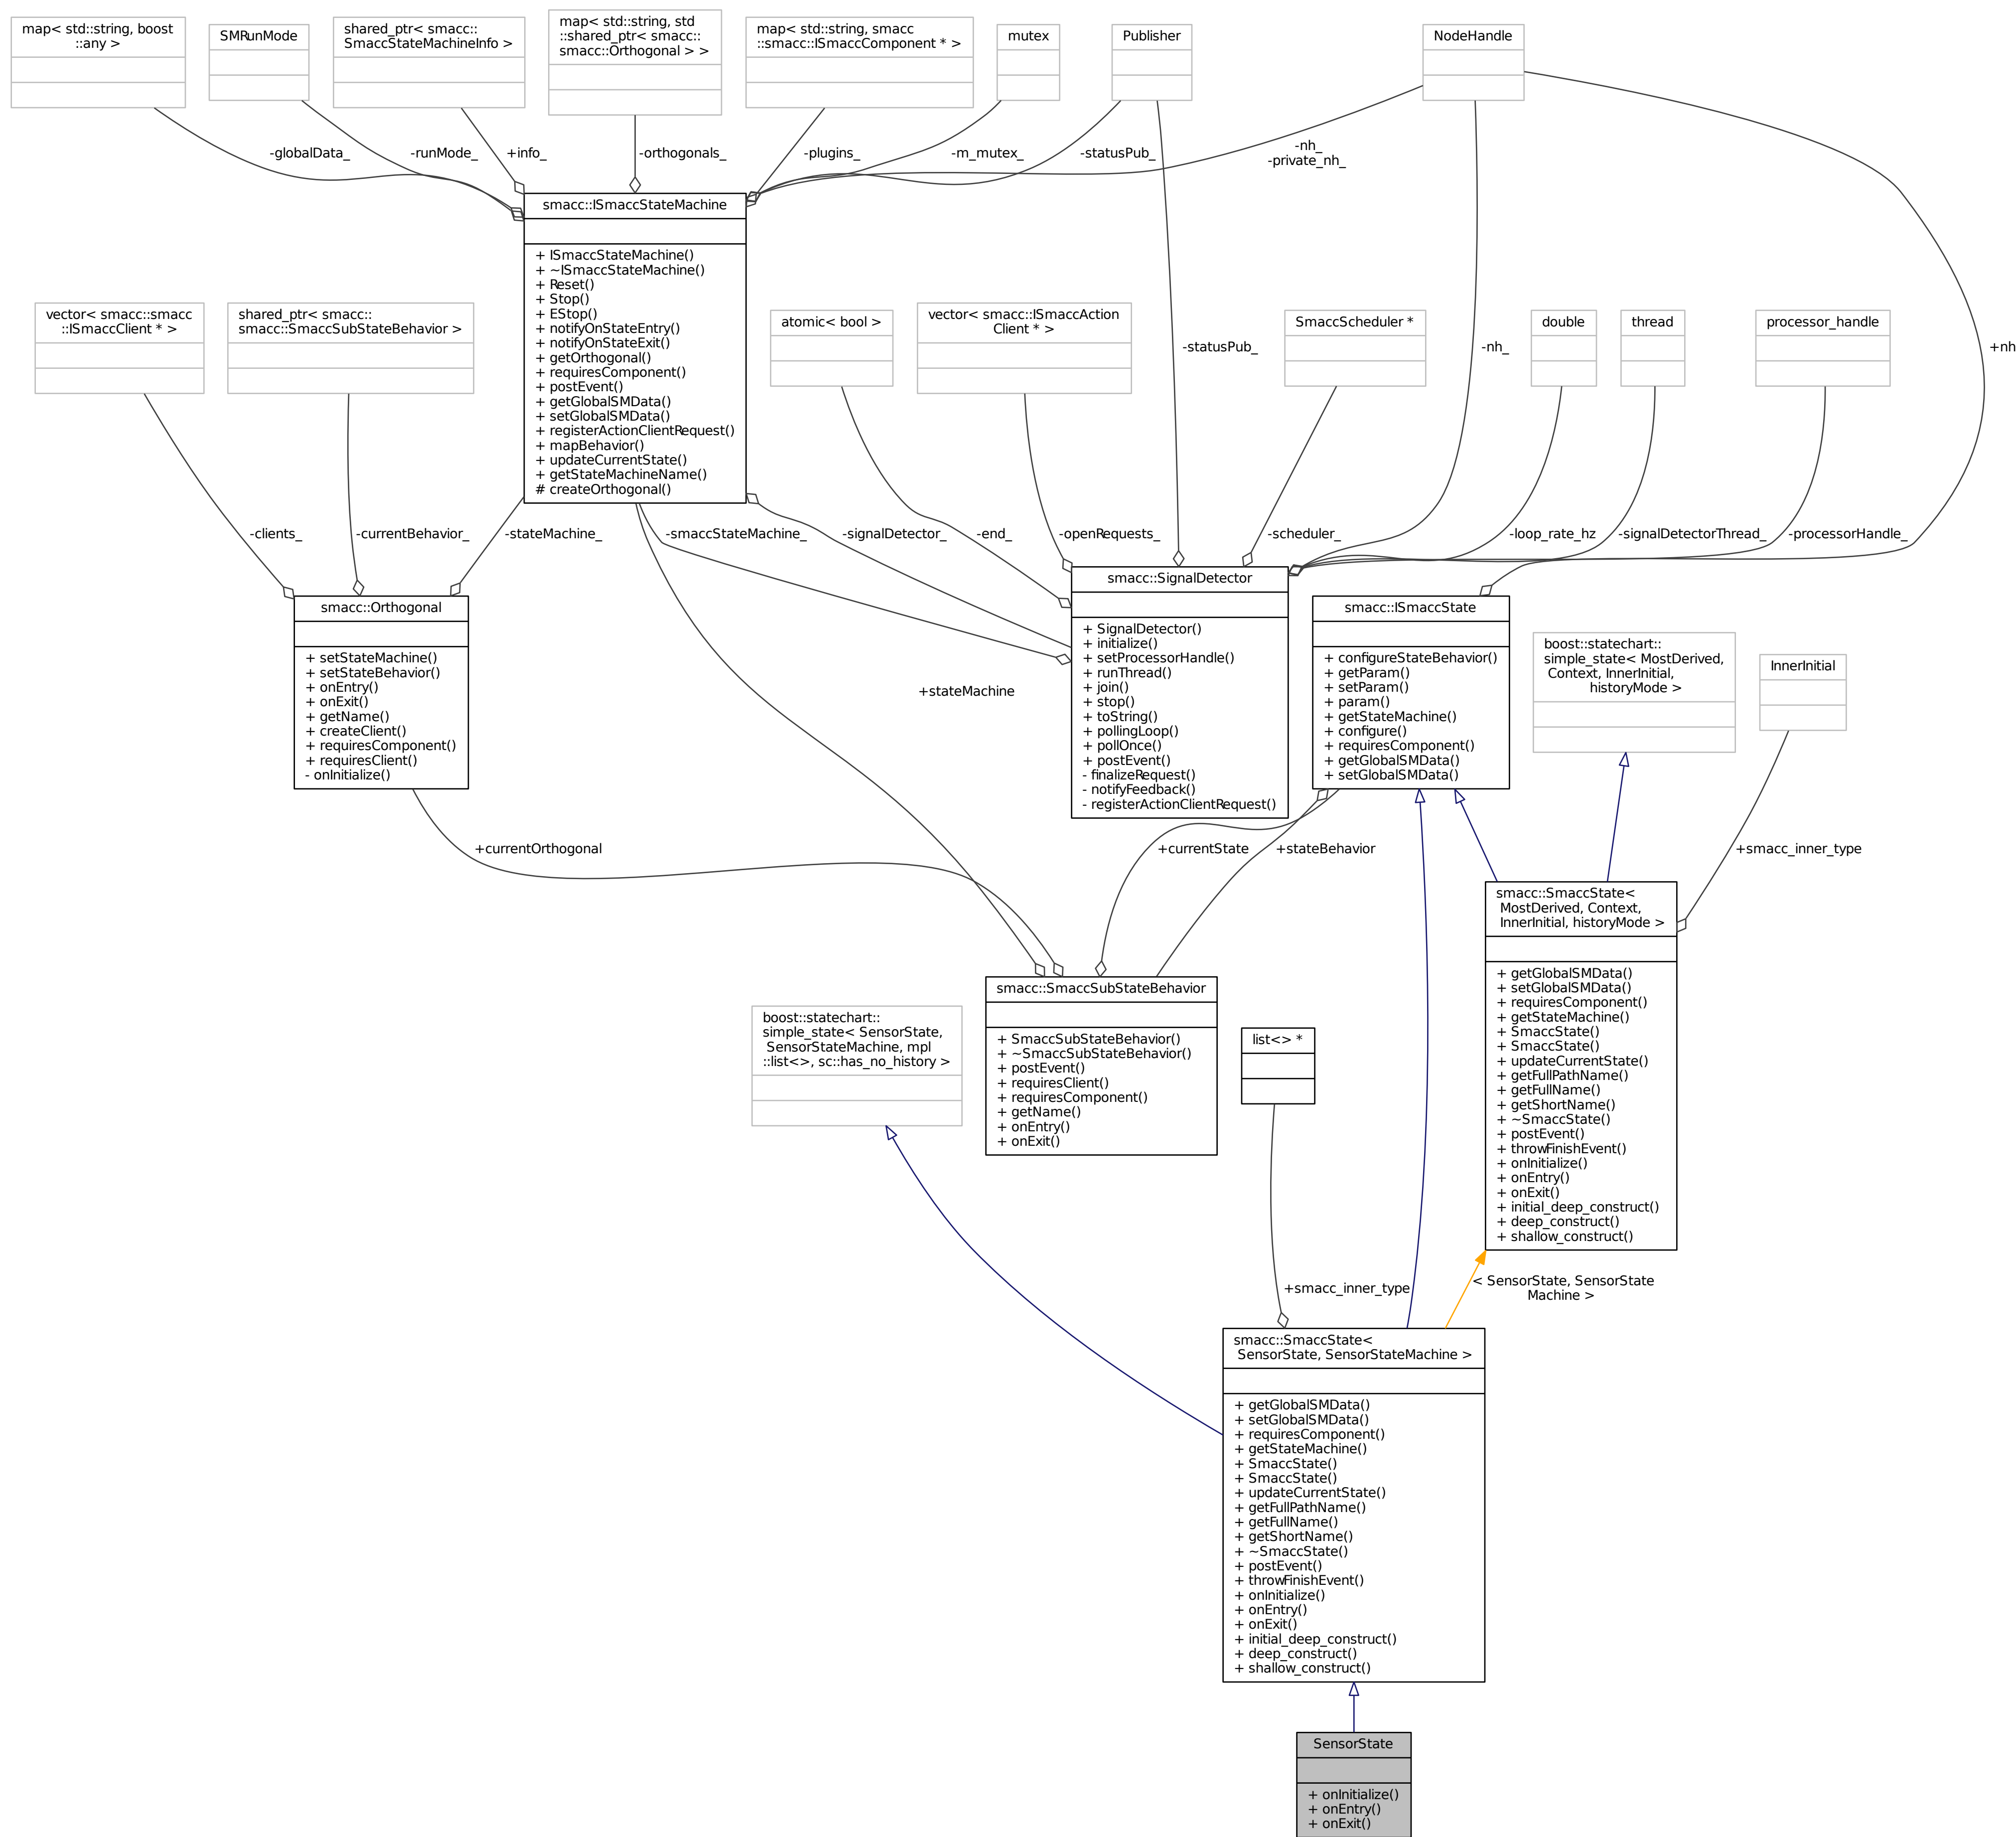 map< std::string, boost
::any >
SMRunMode
shared_ptr< smacc::
SmaccStateMachineInfo >
map< std::string, std
::shared_ptr< smacc::
smacc::Orthogonal > >
map< std::string, smacc
::smacc::ISmaccComponent * >
mutex
Publisher
NodeHandle
-globalData_
-runMode_
+info_
-orthogonals_
-plugins_
-m_mutex_
-statusPub_
-nh_
-private_nh_
smacc::ISmaccStateMachine
+ ISmaccStateMachine()
+ ~ISmaccStateMachine()
+ Reset()
+ Stop()
+ EStop()
+ notifyOnStateEntry()
+ notifyOnStateExit()
+ getOrthogonal()
+ requiresComponent()
+ postEvent()
+ getGlobalSMData()
+ setGlobalSMData()
+ registerActionClientRequest()
+ mapBehavior()
+ updateCurrentState()
+ getStateMachineName()
# createOrthogonal()
vector< smacc::smacc
::ISmaccClient * >
shared_ptr< smacc::
smacc::SmaccSubStateBehavior >
atomic< bool >
vector< smacc::ISmaccAction
Client * >
SmaccScheduler *
double
thread
processor_handle
-statusPub_
-nh_
+nh
-clients_
-currentBehavior_
-stateMachine_
-smaccStateMachine_
-signalDetector_
-end_
-openRequests_
-scheduler_
-loop_rate_hz
-signalDetectorThread_
-processorHandle_
smacc::Orthogonal
+ setStateMachine()
+ setStateBehavior()
+ onEntry()
+ onExit()
+ getName()
+ createClient()
+ requiresComponent()
+ requiresClient()
- onInitialize()
smacc::SignalDetector
+ SignalDetector()
+ initialize()
+ setProcessorHandle()
+ runThread()
+ join()
+ stop()
+ toString()
+ pollingLoop()
+ pollOnce()
+ postEvent()
- finalizeRequest()
- notifyFeedback()
- registerActionClientRequest()
smacc::ISmaccState
+ configureStateBehavior()
+ getParam()
+ setParam()
+ param()
+ getStateMachine()
+ configure()
+ requiresComponent()
+ getGlobalSMData()
+ setGlobalSMData()
boost::statechart::
simple_state< MostDerived,
Context, InnerInitial,
historyMode >
InnerInitial
+stateMachine
+currentOrthogonal
+currentState
+stateBehavior
+smacc_inner_type
smacc::SmaccState<
MostDerived, Context,
InnerInitial, historyMode >
+ getGlobalSMData()
+ setGlobalSMData()
+ requiresComponent()
+ getStateMachine()
+ SmaccState()
+ SmaccState()
+ updateCurrentState()
+ getFullPathName()
+ getFullName()
+ getShortName()
+ ~SmaccState()
+ postEvent()
+ throwFinishEvent()
+ onInitialize()
+ onEntry()
+ onExit()
+ initial_deep_construct()
+ deep_construct()
+ shallow_construct()
boost::statechart::
simple_state< SensorState,
SensorStateMachine, mpl
::list<>, sc::has_no_history >
smacc::SmaccSubStateBehavior
+ SmaccSubStateBehavior()
+ ~SmaccSubStateBehavior()
+ postEvent()
+ requiresClient()
+ requiresComponent()
+ getName()
+ onEntry()
+ onExit()
list<> *
+smacc_inner_type
< SensorState, SensorState
Machine >
smacc::SmaccState<
SensorState, SensorStateMachine >
+ getGlobalSMData()
+ setGlobalSMData()
+ requiresComponent()
+ getStateMachine()
+ SmaccState()
+ SmaccState()
+ updateCurrentState()
+ getFullPathName()
+ getFullName()
+ getShortName()
+ ~SmaccState()
+ postEvent()
+ throwFinishEvent()
+ onInitialize()
+ onEntry()
+ onExit()
+ initial_deep_construct()
+ deep_construct()
+ shallow_construct()
SensorState
+ onInitialize()
+ onEntry()
+ onExit()